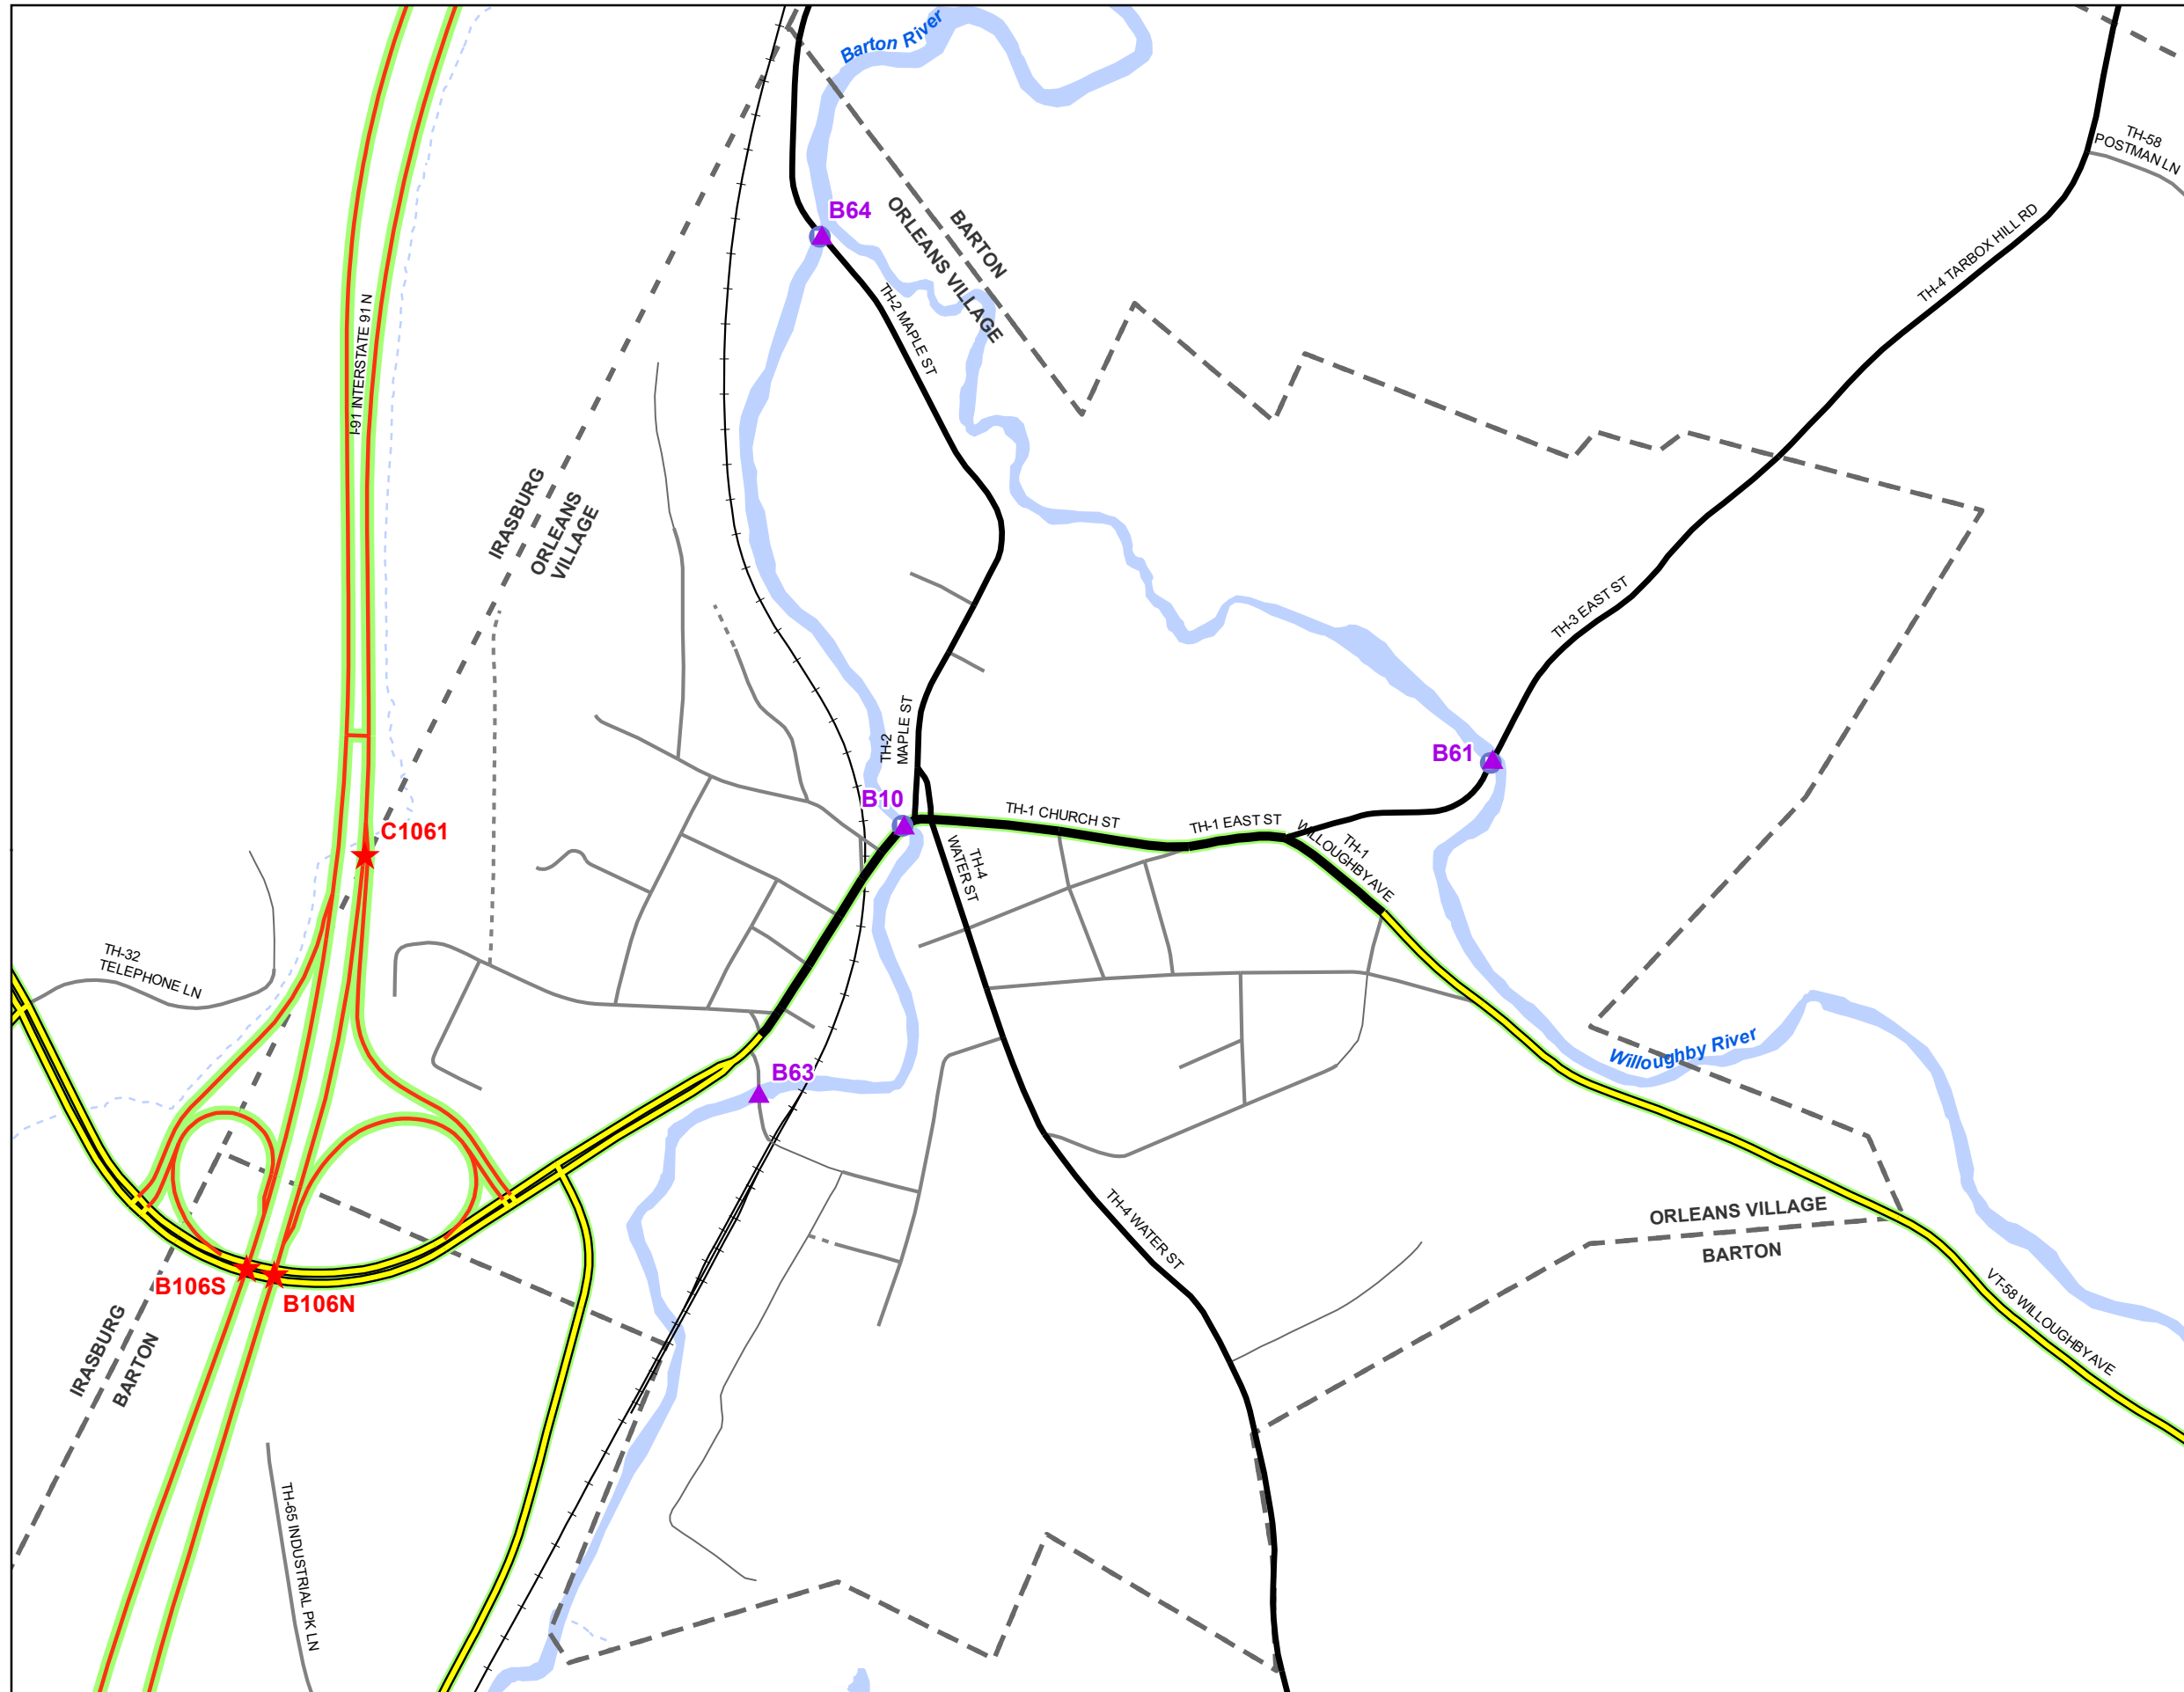 Barton River
TH-58
POSTMAN LN
B64
BARTON
ORLEANS VILLAGE
TH-4 TARBOX HILL RD
TH-2 MAPLE ST
I-91 INTERSTATE 91 N
IRASBURG
ORLEANS
VILLAGE
TH-3 EAST ST
TH-2
MAPLE ST
B61
B10
TH-1 CHURCH ST
TH-1 EAST ST
TH-1
WILLOUGHBY AVE
C1061
TH-4
WATER ST
TH-32
TELEPHONE LN
Willoughby River
B63
TH-4 WATER ST
ORLEANS VILLAGE
BARTON
B106S
B106N
VT-58 WILLOUGHBY AVE
IRASBURG
BARTON
TH-65 INDUSTRIAL PK LN